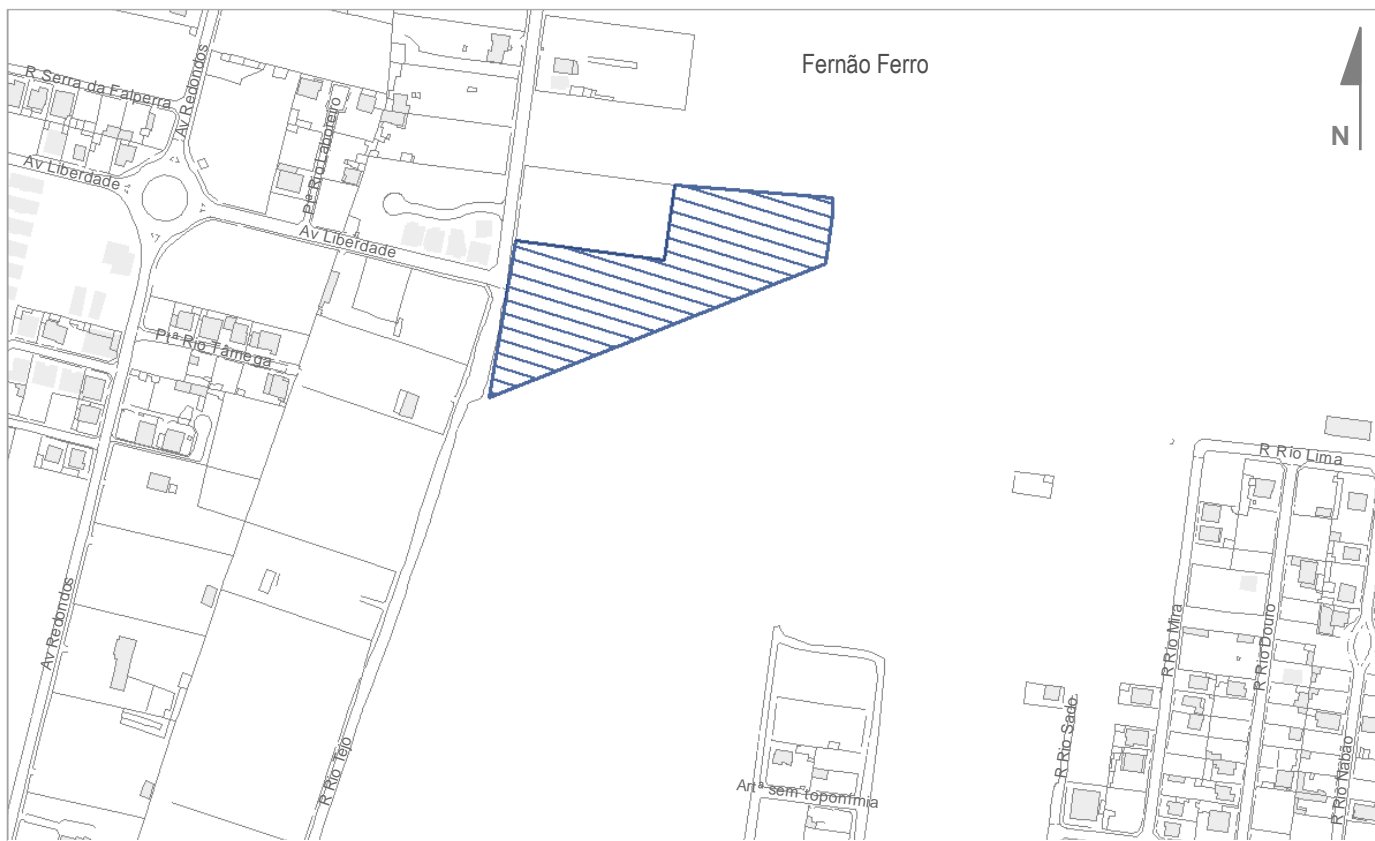 Fernão Ferro
N
R Serra da Falperra
Av Redondos
Av Liberdade
Plª Rio Laboreiro
Av Liberdade
Plª Rio Tâmega
R Rio Lima
Av Redondos
R Rio Tejo
R Rio Mira
R Rio Douro
R Rio Sado
R Rio Nabão
Artª sem toponímia